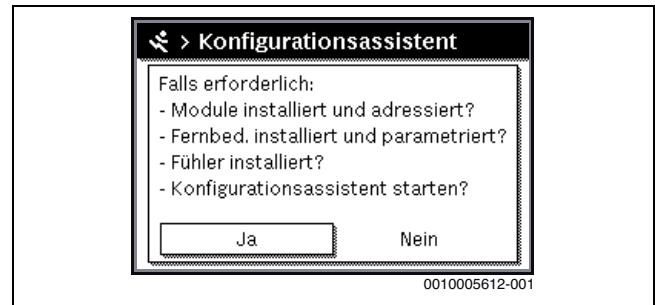 > Konfigurationsassistent
Falls erforderlich:
- Module installiert und adressiert?
- Fernbed. installiert und parametriert?
- Fühler installiert?
- Konfigurationsassistent starten?
Ja Nein
0010005612-001